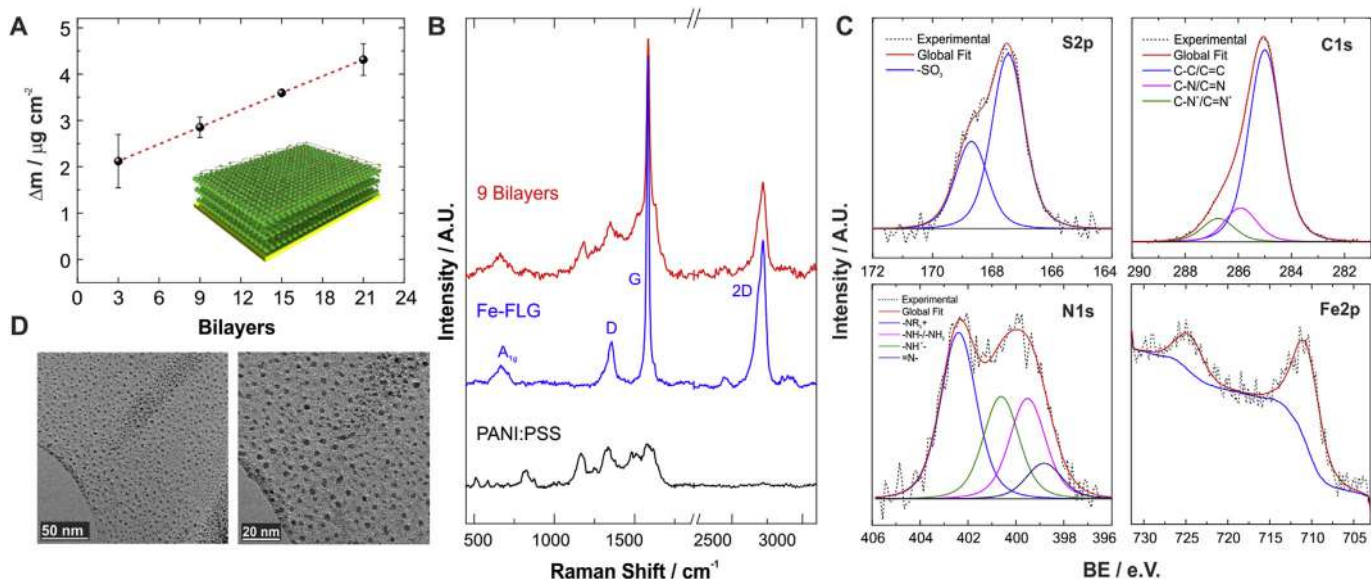 A
Δm / µg cm⁻²
5
4
3
2
1
0
0 3 6 9 12 15 18 21 24
Bilayers
B
Intensity / A.U.
9 Bilayers
Fe-FLG
A₁g
D
G
2D
PANI:PSS
500 1000 1500 2500 3000
Raman Shift / cm⁻¹
C
Intensity / A.U.
Experimental
Global Fit
-SO₃
S2p
172 170 168 166 164
Experimental
Global Fit
C-C/C=C
C-N/C=N
C-N⁺/C=N⁺
C1s
290 288 286 284 282
Experimental
Global Fit
-NR₃+
-NH-/-NH₂
-NH⁺-
=N-
N1s
406 404 402 400 398 396
Fe2p
730 725 720 715 710 705
BE / e.V.
D
50 nm
20 nm